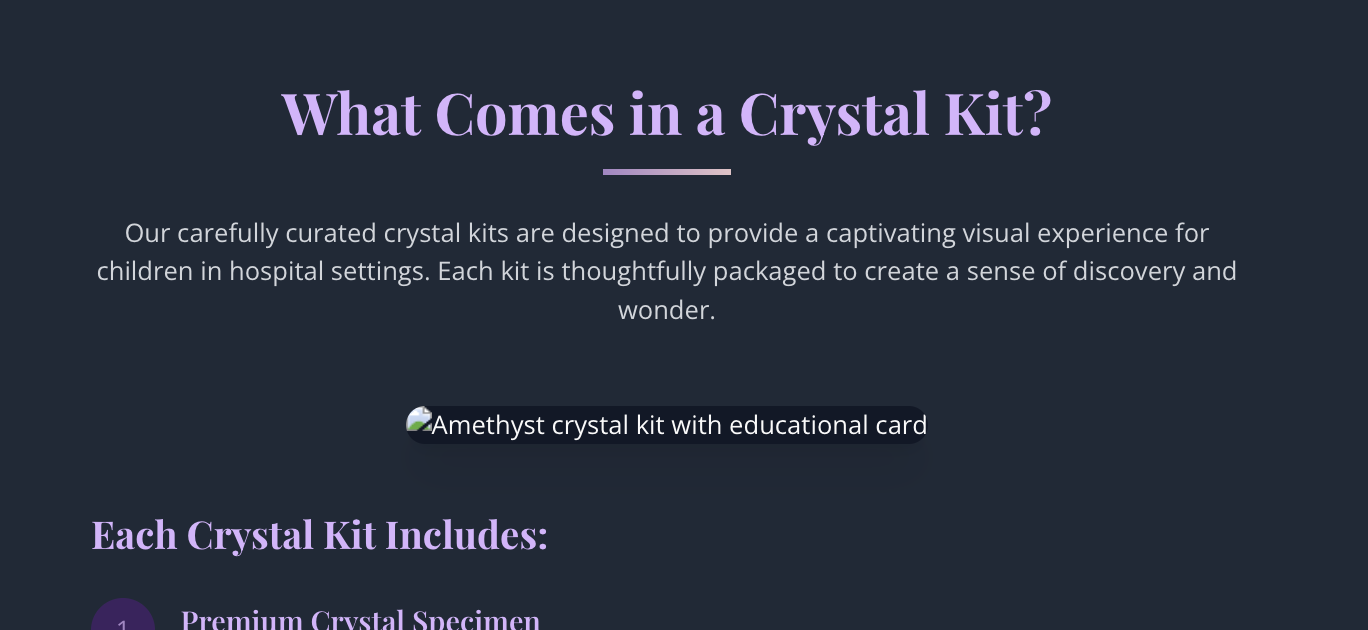 What Comes in a Crystal Kit?
Our carefully curated crystal kits are designed to provide a captivating visual experience for
children in hospital settings. Each kit is thoughtfully packaged to create a sense of discovery and
wonder.
Amethyst crystal kit with educational card
Each Crystal Kit Includes:
1
Premium Crystal Specimen